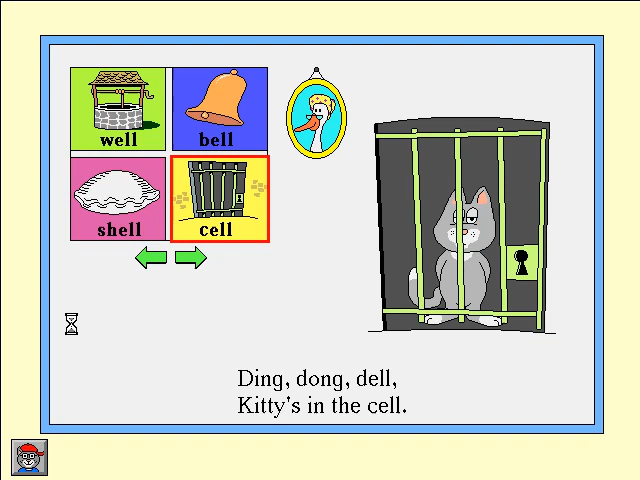 well
bell
shell
cell
Ding, dong, dell,
Kitty's in the cell.